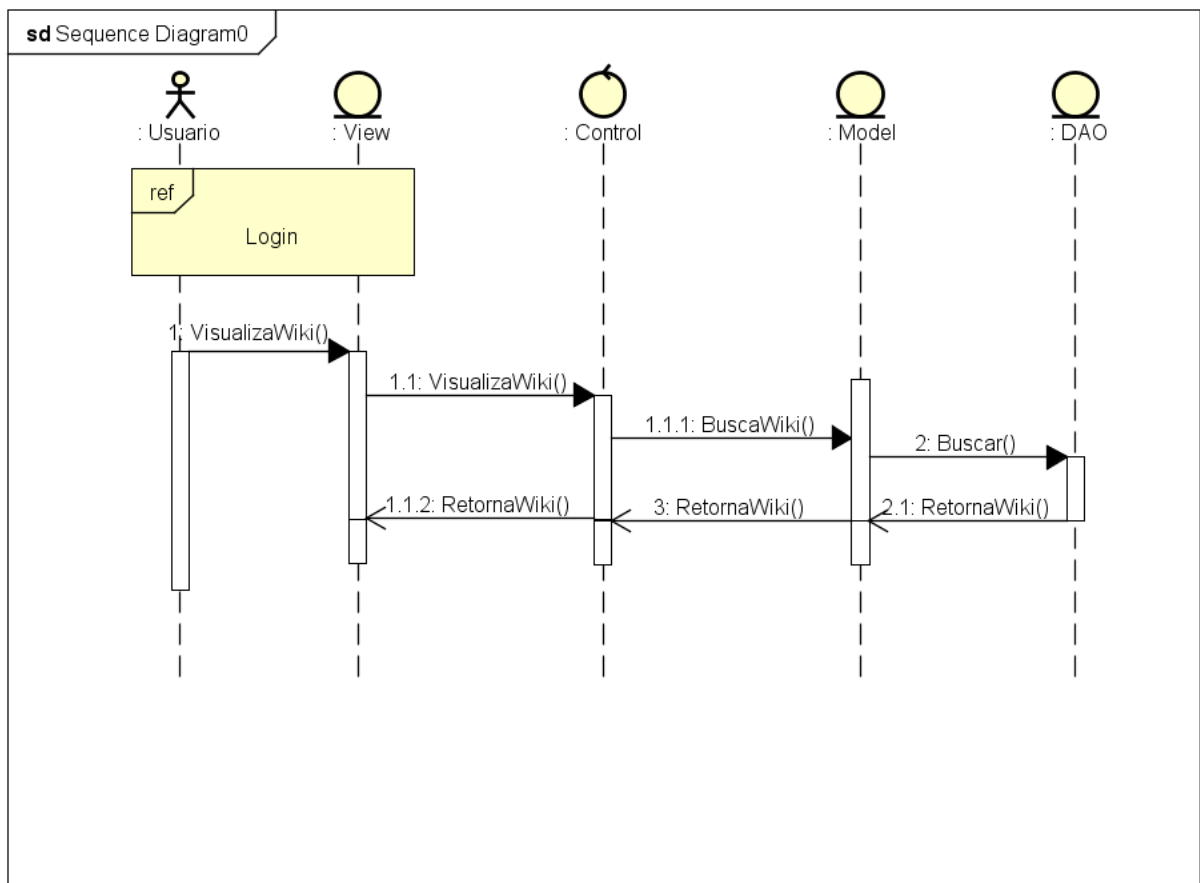 sd Sequence Diagram0
: Usuario
: View
: Control
: Model
: DAO
ref
Login
1: VisualizaWiki()
1.1: VisualizaWiki()
1.1.1: BuscaWiki()
2: Buscar()
1.1.2: RetornaWiki()
3: RetornaWiki()
2.1: RetornaWiki()